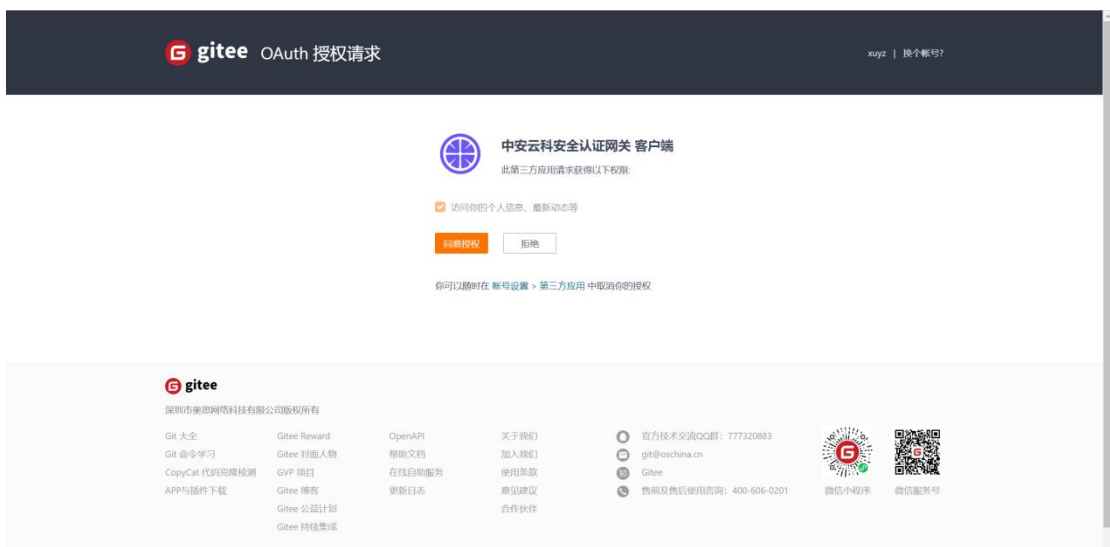 gitee OAuth 授权请求
xuyz | 换个帐号?
中安云科安全认证网关 客户端
此第三方应用请求获得以下权限:
访问你的个人信息、最新动态等
同意授权 拒绝
你可以随时在 帐号设置 > 第三方应用 中取消你的授权
gitee
深圳市奥思网络科技有限公司版权所有
Git 大全
Git 命令学习
CopyCat 代码克隆检测
APP与插件下载
Gitee Reward
Gitee 封面人物
GVP 项目
Gitee 博客
Gitee 公益计划
Gitee 持续集成
OpenAPI
帮助文档
在线自助服务
更新日志
关于我们
加入我们
使用条款
意见建议
合作伙伴
官方技术交流QQ群：777320883
git@oschina.cn
Gitee
售前及售后使用咨询：400-606-0201
微信小程序
微信服务号